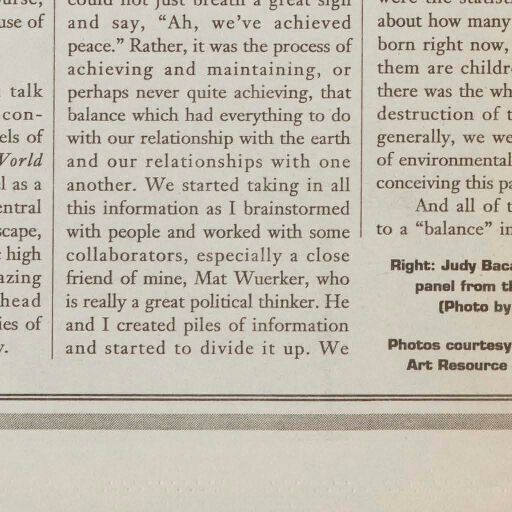 use of
talk
con-
els of
World
l as a
entral
scape,
high
azing
head
ies of
y.
could not just breath a great sigh
and say, “Ah, we’ve achieved
peace.” Rather, it was the process of
achieving and maintaining, or
perhaps never quite achieving, that
balance which had everything to do
with our relationship with the earth
and our relationships with one
another. We started taking in all
this information as I brainstormed
with people and worked with some
collaborators, especially a close
friend of mine, Mat Wuerker, who
is really a great political thinker. He
and I created piles of information
and started to divide it up. We
were the statist
about how many
born right now,
them are childr
there was the wh
destruction of t
generally, we we
of environmental
conceiving this pa
And all of t
to a “balance” in
Right: Judy Baca
panel from th
(Photo by
Photos courtesy
Art Resource